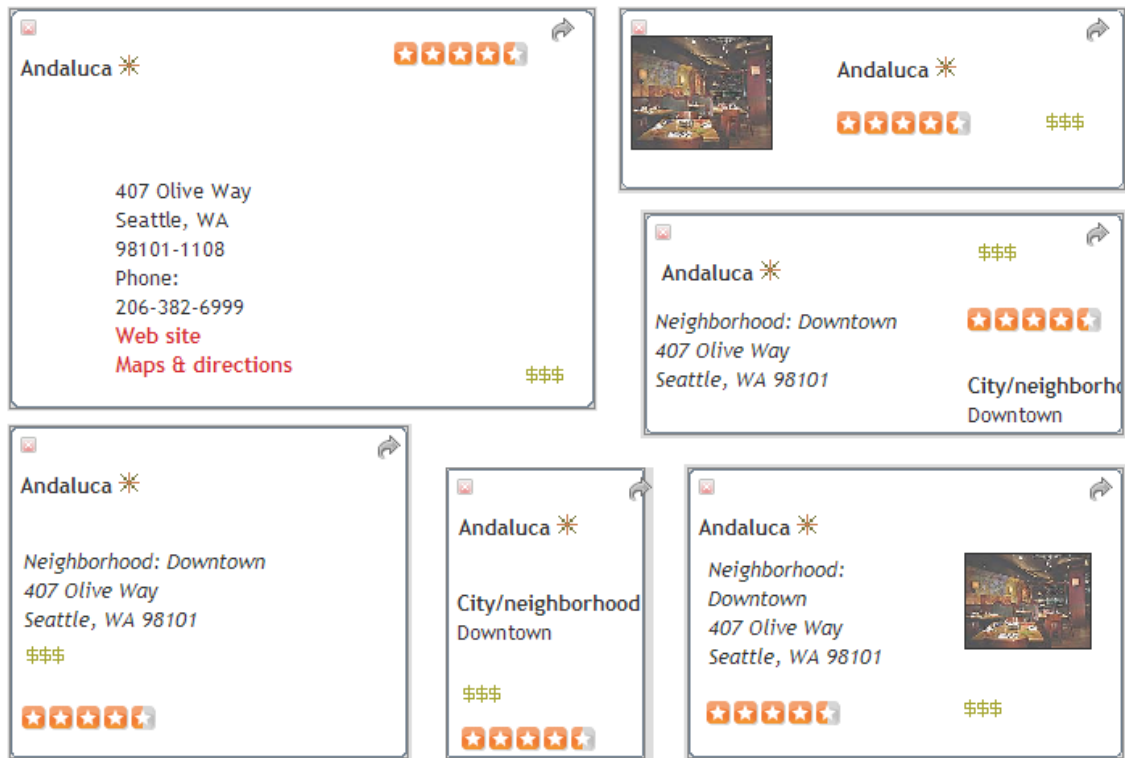 Andaluca
407 Olive Way
Seattle, WA
98101-1108
Phone:
206-382-6999
Web site
Maps & directions
$$$
Andaluca
$$$
$$$
Andaluca
Neighborhood: Downtown
407 Olive Way
Seattle, WA 98101
City/neighborho
Downtown
Andaluca
Neighborhood: Downtown
407 Olive Way
Seattle, WA 98101
$$$
Andaluca
City/neighborhood
Downtown
$$$
Andaluca
Neighborhood:
Downtown
407 Olive Way
Seattle, WA 98101
$$$